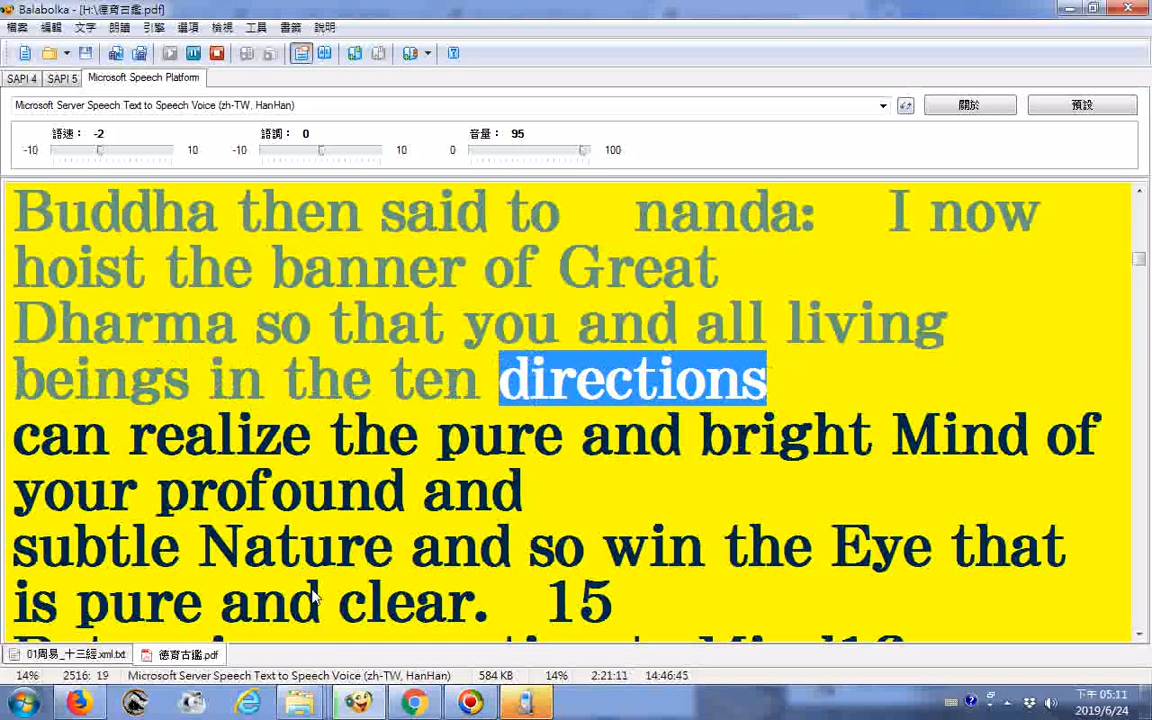 Balabolka - [H:\德育古鑑.pdf]
檔案 編輯 文字 朗讀 引擎 選項 檢視 工具 書籤 說明
SAPI 4 SAPI 5 Microsoft Speech Platform
Microsoft Server Speech Text to Speech Voice (zh-TW, HanHan) 關於 預設
語速： -2 語調： 0 音量： 95
-10 10 -10 10 0 100
Buddha then said to nanda: I now
hoist the banner of Great
Dharma so that you and all living
beings in the ten directions
can realize the pure and bright Mind of
your profound and
subtle Nature and so win the Eye that
is pure and clear. 15
01周易_十三經.xml.txt 德育古鑑.pdf
14% 2516: 19 Microsoft Server Speech Text to Speech Voice (zh-TW, HanHan) 584 KB 14% 2:21:11 14:46:45
下午 05:11
2019/6/24